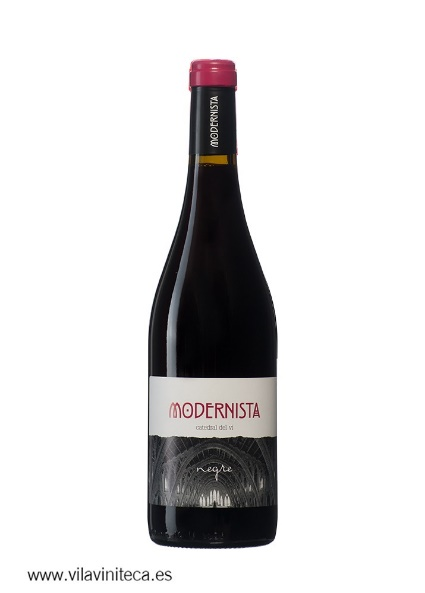 MODERNISTA
MODERNISTA
catedral del vi
negre
www.vilaviniteca.es